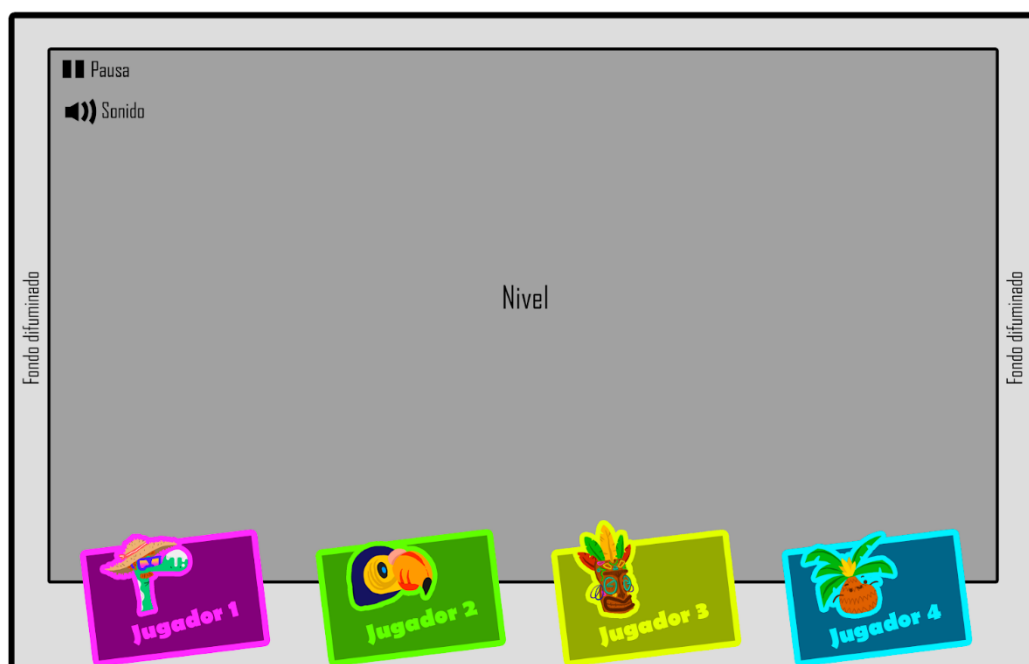 Pausa
Sonido
Fondo difuminado
Nivel
Fondo difuminado
Jugador 1
Jugador 2
Jugador 3
Jugador 4